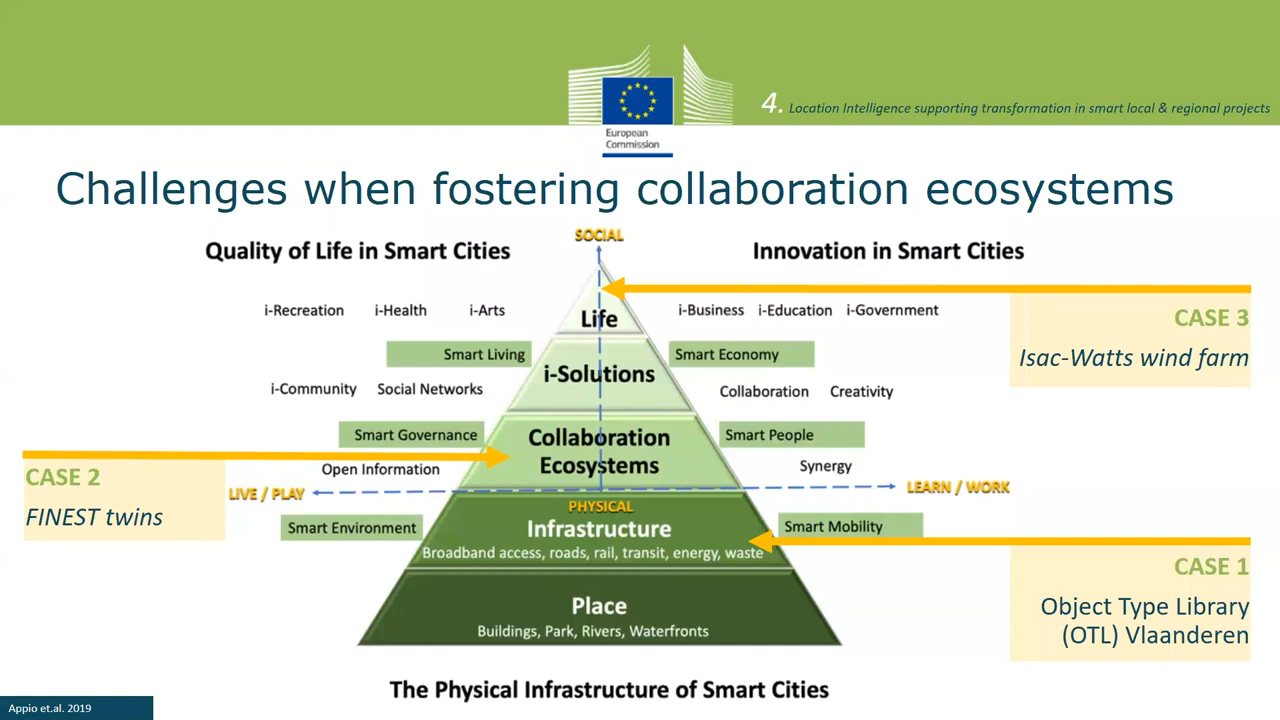 European
Commission
4. Location Intelligence supporting transformation in smart local & regional projects
Challenges when fostering collaboration ecosystems
SOCIAL
Quality of Life in Smart Cities
Innovation in Smart Cities
i-Recreation i-Health i-Arts
Life
i-Business i-Education i-Government
CASE 3
Isac-Watts wind farm
Smart Living
Smart Economy
i-Solutions
i-Community Social Networks
Collaboration Creativity
Smart Governance
Collaboration
Ecosystems
Smart People
Open Information
Synergy
CASE 2
FINEST twins
LIVE / PLAY
LEARN / WORK
PHYSICAL
Smart Environment
Infrastructure
Smart Mobility
Broadband access, roads, rail, transit, energy, waste
CASE 1
Object Type Library
(OTL) Vlaanderen
Place
Buildings, Park, Rivers, Waterfronts
The Physical Infrastructure of Smart Cities
Appio et.al. 2019